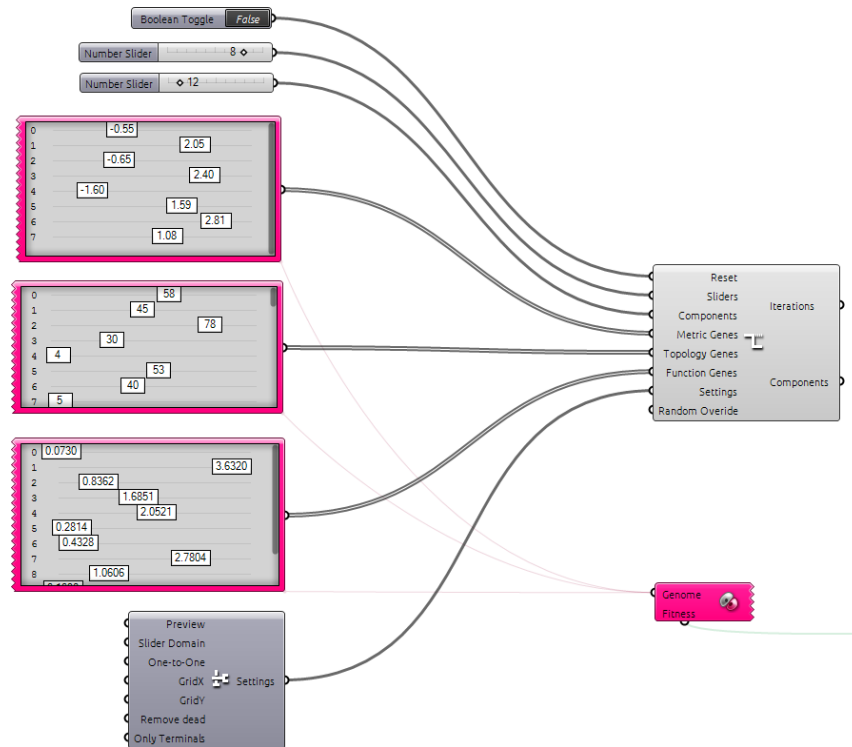 Boolean Toggle False
Number Slider 8
Number Slider 12
0 -0.55
1 2.05
2 -0.65
3 2.40
4 -1.60
5 1.59
6 2.81
7 1.08
0 58
1 45
2 78
3 30
4 4
5 53
6 40
7 5
0 0.0730
1 3.6320
2 0.8362
3 1.6851
4 2.0521
5 0.2814
6 0.4328
7 2.7804
8 1.0606
Preview
Slider Domain
One-to-One
GridX Settings
GridY
Remove dead
Only Terminals
Reset
Sliders
Iterations
Components
Metric Genes
Topology Genes
Function Genes
Components
Settings
Random Overide
Genome
Fitness